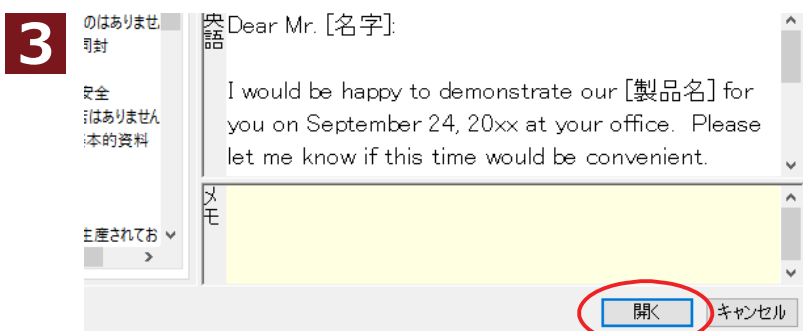 3
のはありませ
同封
安全
はありません
本的資料
生産されてお
英語
Dear Mr. [名字]:
I would be happy to demonstrate our [製品名] for
you on September 24, 20xx at your office.  Please
let me know if this time would be convenient.
メモ
開く
キャンセル